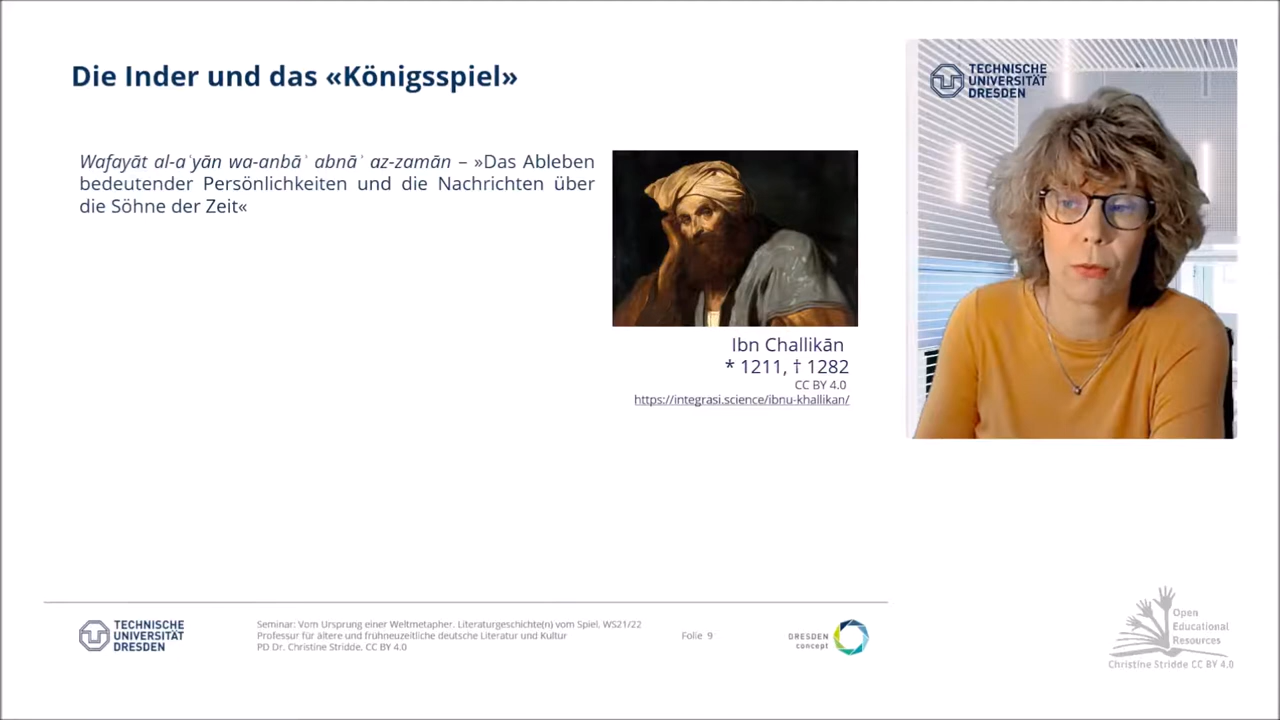 Die Inder und das «Königsspiel»
Wafayāt al-aʿyān wa-anbāʾ abnāʾ az-zamān – »Das Ableben
bedeutender Persönlichkeiten und die Nachrichten über
die Söhne der Zeit«
Ibn Challikān
* 1211, † 1282
CC BY 4.0
https://integrasi.science/ibnu-khallikan/
TECHNISCHE
UNIVERSITÄT
DRESDEN
TECHNISCHE
UNIVERSITÄT
DRESDEN
Seminar: Vom Ursprung einer Weltmetapher. Literaturgeschichte(n) vom Spiel. WS21/22
Professur für ältere und frühneuzeitliche deutsche Literatur und Kultur
PD Dr. Christine Stridde. CC BY 4.0
Folie 9
DRESDEN
concept
Open
Educational
Resources
Christine Stridde CC BY 4.0